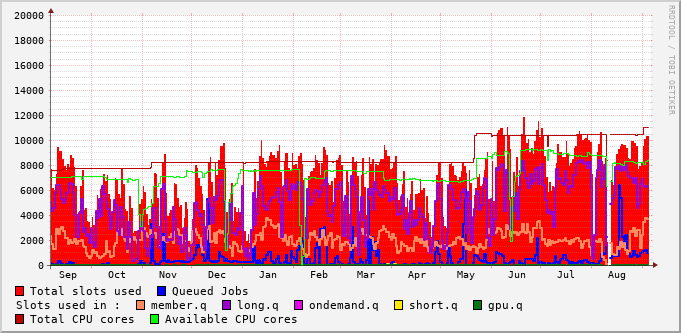 20000
18000
16000
14000
12000
10000
8000
6000
4000
2000
0
Sep Oct Nov Dec Jan Feb Mar Apr May Jun Jul Aug
RRDTOOL / TOBI OETIKER
Total slots used Queued Jobs
Slots used in : member.q long.q ondemand.q short.q gpu.q
Total CPU cores Available CPU cores